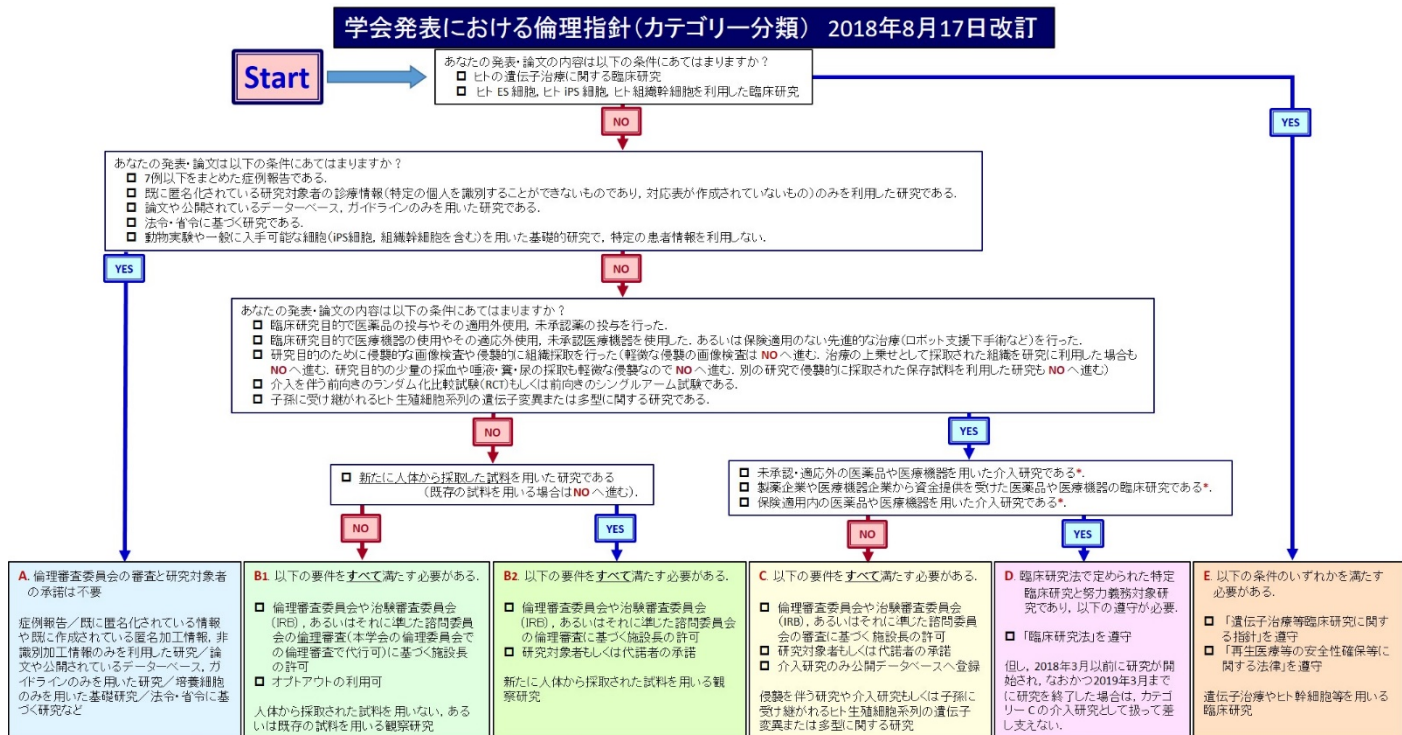 学会発表における倫理指針(カテゴリー分類) 2018年8月17日改訂
Start
あなたの発表・論文の内容は以下の条件にあてはまりますか?
□ ヒトの遺伝子治療に関する臨床研究
□ ヒト ES 細胞, ヒト iPS 細胞, ヒト組織幹細胞を利用した臨床研究
NO
YES
あなたの発表・論文は以下の条件にあてはまりますか?
□ 7例以下をまとめた症例報告である.
□ 既に匿名化されている研究対象者の診療情報(特定の個人を識別することができないものであり, 対応表が作成されていないもの)のみを利用した研究である.
□ 論文や公開されているデーターベース, ガイドラインのみを用いた研究である.
□ 法令・省令に基づく研究である.
□ 動物実験や一般に入手可能な細胞(iPS細胞, 組織幹細胞を含む)を用いた基礎的研究で, 特定の患者情報を利用しない.
YES
NO
あなたの発表・論文の内容は以下の条件にあてはまりますか?
□ 臨床研究目的で医薬品の投与やその適用外使用, 未承認薬の投与を行った.
□ 臨床研究目的で医療機器の使用やその適応外使用, 未承認医療機器を使用した. あるいは保険適用のない先進的な治療(ロボット支援下手術など)を行った.
□ 研究目的のために侵襲的な画像検査や侵襲的に組織採取を行った(軽微な侵襲の画像検査は NO へ進む. 治療の上乗せとして採取された組織を研究に利用した場合も
NO へ進む. 研究目的の少量の採血や唾液・糞・尿の採取も軽微な侵襲なので NO へ進む. 別の研究で侵襲的に採取された保存試料を利用した研究も NO へ進む)
□ 介入を伴う前向きのランダム化比較試験(RCT)もしくは前向きのシングルアーム試験である.
□ 子孫に受け継がれるヒト生殖細胞系列の遺伝子変異または多型に関する研究である.
NO
YES
□ 新たに人体から採取した試料を用いた研究である
(既存の試料を用いる場合は NO へ進む).
□ 未承認・適応外の医薬品や医療機器を用いた介入研究である*.
□ 製薬企業や医療機器企業から資金提供を受けた医薬品や医療機器の臨床研究である*.
□ 保険適用内の医薬品や医療機器を用いた介入研究である*.
NO
YES
NO
YES
A. 倫理審査委員会の審査と研究対象者
の承諾は不要
症例報告/既に匿名化されている情報
や既に作成されている匿名加工情報, 非
識別加工情報のみを利用した研究/論
文や公開されているデーターベース, ガ
イドラインのみを用いた研究/培養細胞
のみを用いた基礎研究/法令・省令に基
づく研究など
B1. 以下の要件をすべて満たす必要がある.
□ 倫理審査委員会や治験審査委員会
(IRB), あるいはそれに準じた諮問委員
会の倫理審査(本学会の倫理委員会で
の倫理審査で代行可)に基づく施設長
の許可
□ オプトアウトの利用可
人体から採取された試料を用いない, ある
いは既存の試料を用いる観察研究
B2. 以下の要件をすべて満たす必要がある.
□ 倫理審査委員会や治験審査委員会
(IRB), あるいはそれに準じた諮問委員会
の倫理審査に基づく施設長の許可
□ 研究対象者もしくは代諾者の承諾
新たに人体から採取された試料を用いる観
察研究
C. 以下の要件をすべて満たす必要がある.
□ 倫理審査委員会や治験審査委員会
(IRB), あるいはそれに準じた諮問委員会
の審査に基づく施設長の許可
□ 研究対象者もしくは代諾者の承諾
□ 介入研究のみ公開データベースへ登録
侵襲を伴う研究や介入研究もしくは子孫に
受け継がれるヒト生殖細胞系列の遺伝子
変異または多型に関する研究
D. 臨床研究法で定められた特定
臨床研究と努力義務対象研
究であり, 以下の遵守が必要.
□ 「臨床研究法」を遵守
但し, 2018年3月以前に研究が開
始され, なおかつ2019年3月まで
に研究を終了した場合は, カテゴ
リー C の介入研究として扱って差
し支えない.
E. 以下の条件のいずれかを満たす
必要がある.
□ 「遺伝子治療等臨床研究に関す
る指針」を遵守
□ 「再生医療等の安全性確保等
に関する法律」を遵守
遺伝子治療やヒト幹細胞等を用いる
臨床研究